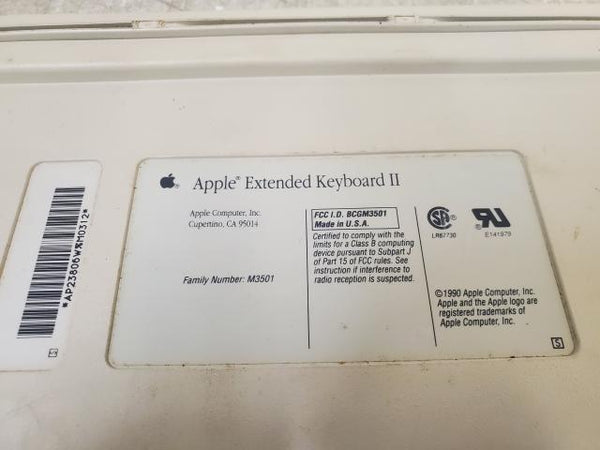 *AP23806WXM0312*
S
Apple® Extended Keyboard II
Apple Computer, Inc.
Cupertino, CA 95014
Family Number: M3501
FCC I.D. BCGM3501
Made in U.S.A.
Certified to comply with the
limits for a Class B computing
device pursuant to Subpart J
of Part 15 of FCC rules. See
instruction if interference to
radio reception is suspected.
SA ®
LR67730
UR
E141979
©1990 Apple Computer, Inc.
Apple and the Apple logo are
registered trademarks of
Apple Computer, Inc.
S